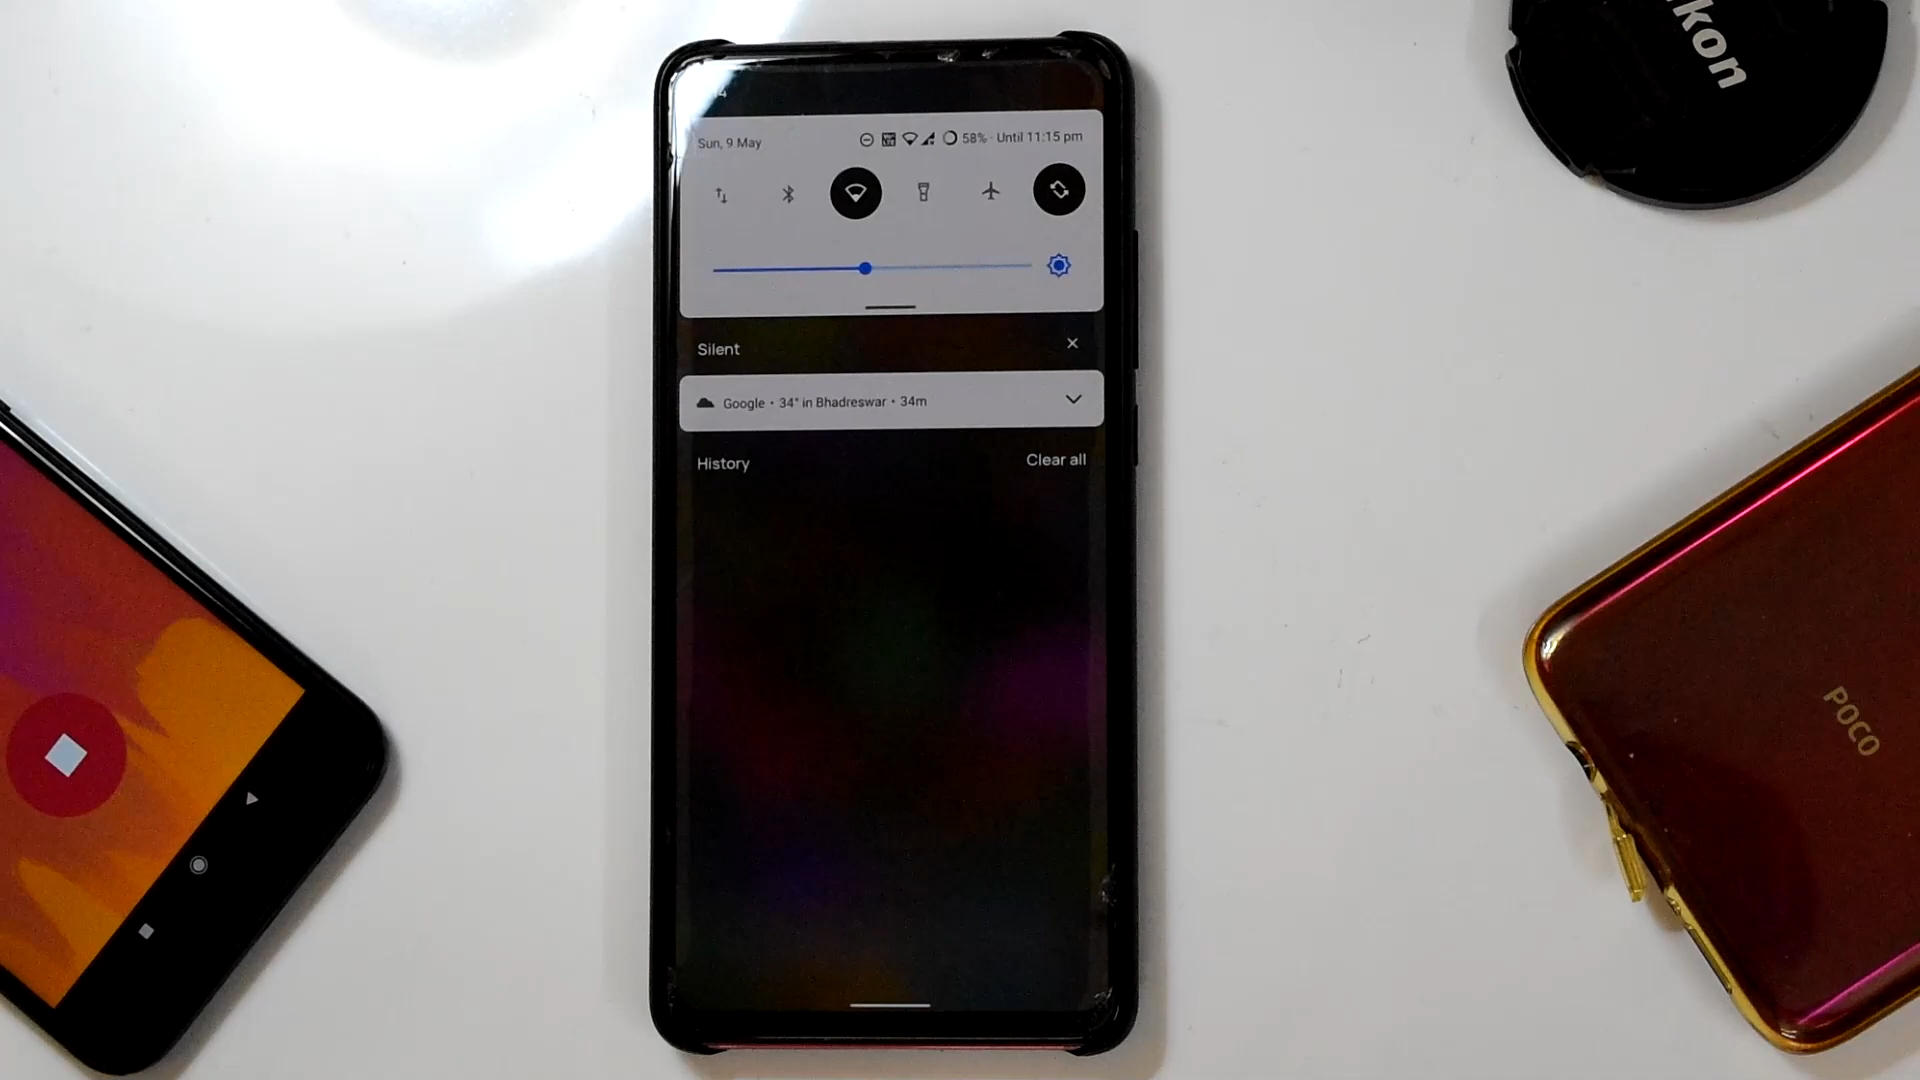 Sun, 9 May
58% · Until 11:15 pm
Silent
Google • 34° in Bhadreswar • 34m
History
Clear all
kon
POCO